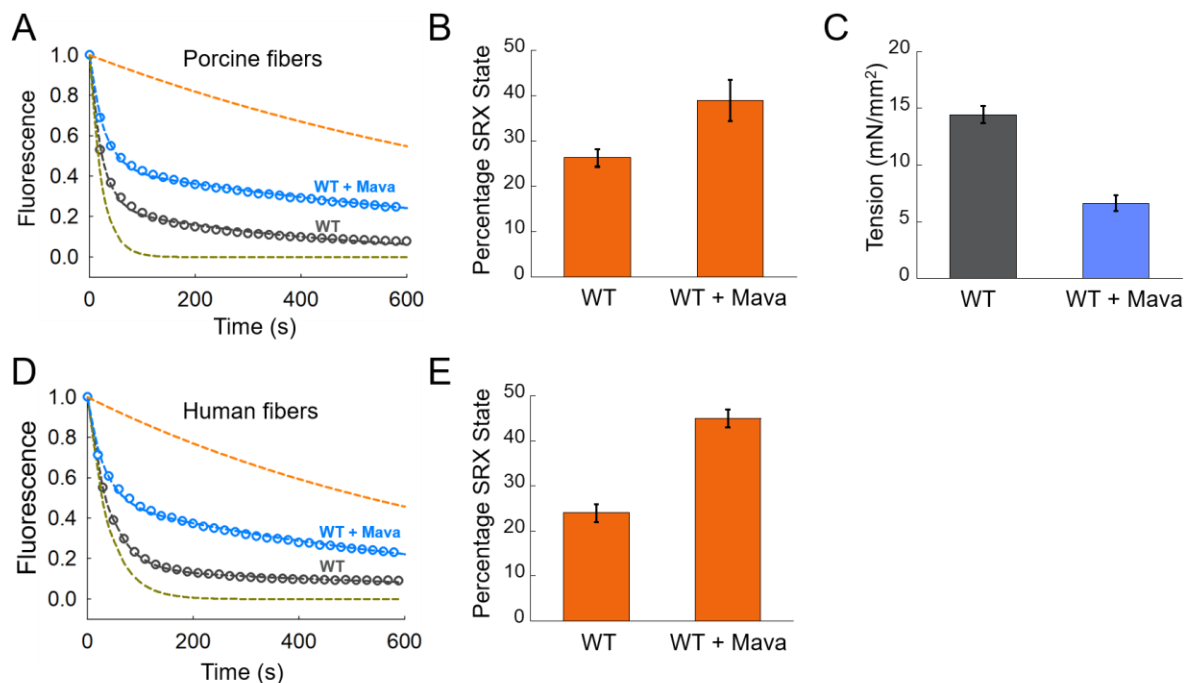 A
Porcine fibers
Fluorescence
1.0
0.8
0.6
0.4
0.2
0.0
WT + Mava
WT
0
200
400
600
Time (s)
B
Percentage SRX State
50
40
30
20
10
0
WT
WT + Mava
C
Tension (mN/mm²)
20
15
10
5
0
WT
WT + Mava
D
Human fibers
Fluorescence
1.0
0.8
0.6
0.4
0.2
0.0
WT + Mava
WT
0
200
400
600
Time (s)
E
Percentage SRX State
50
40
30
20
10
0
WT
WT + Mava